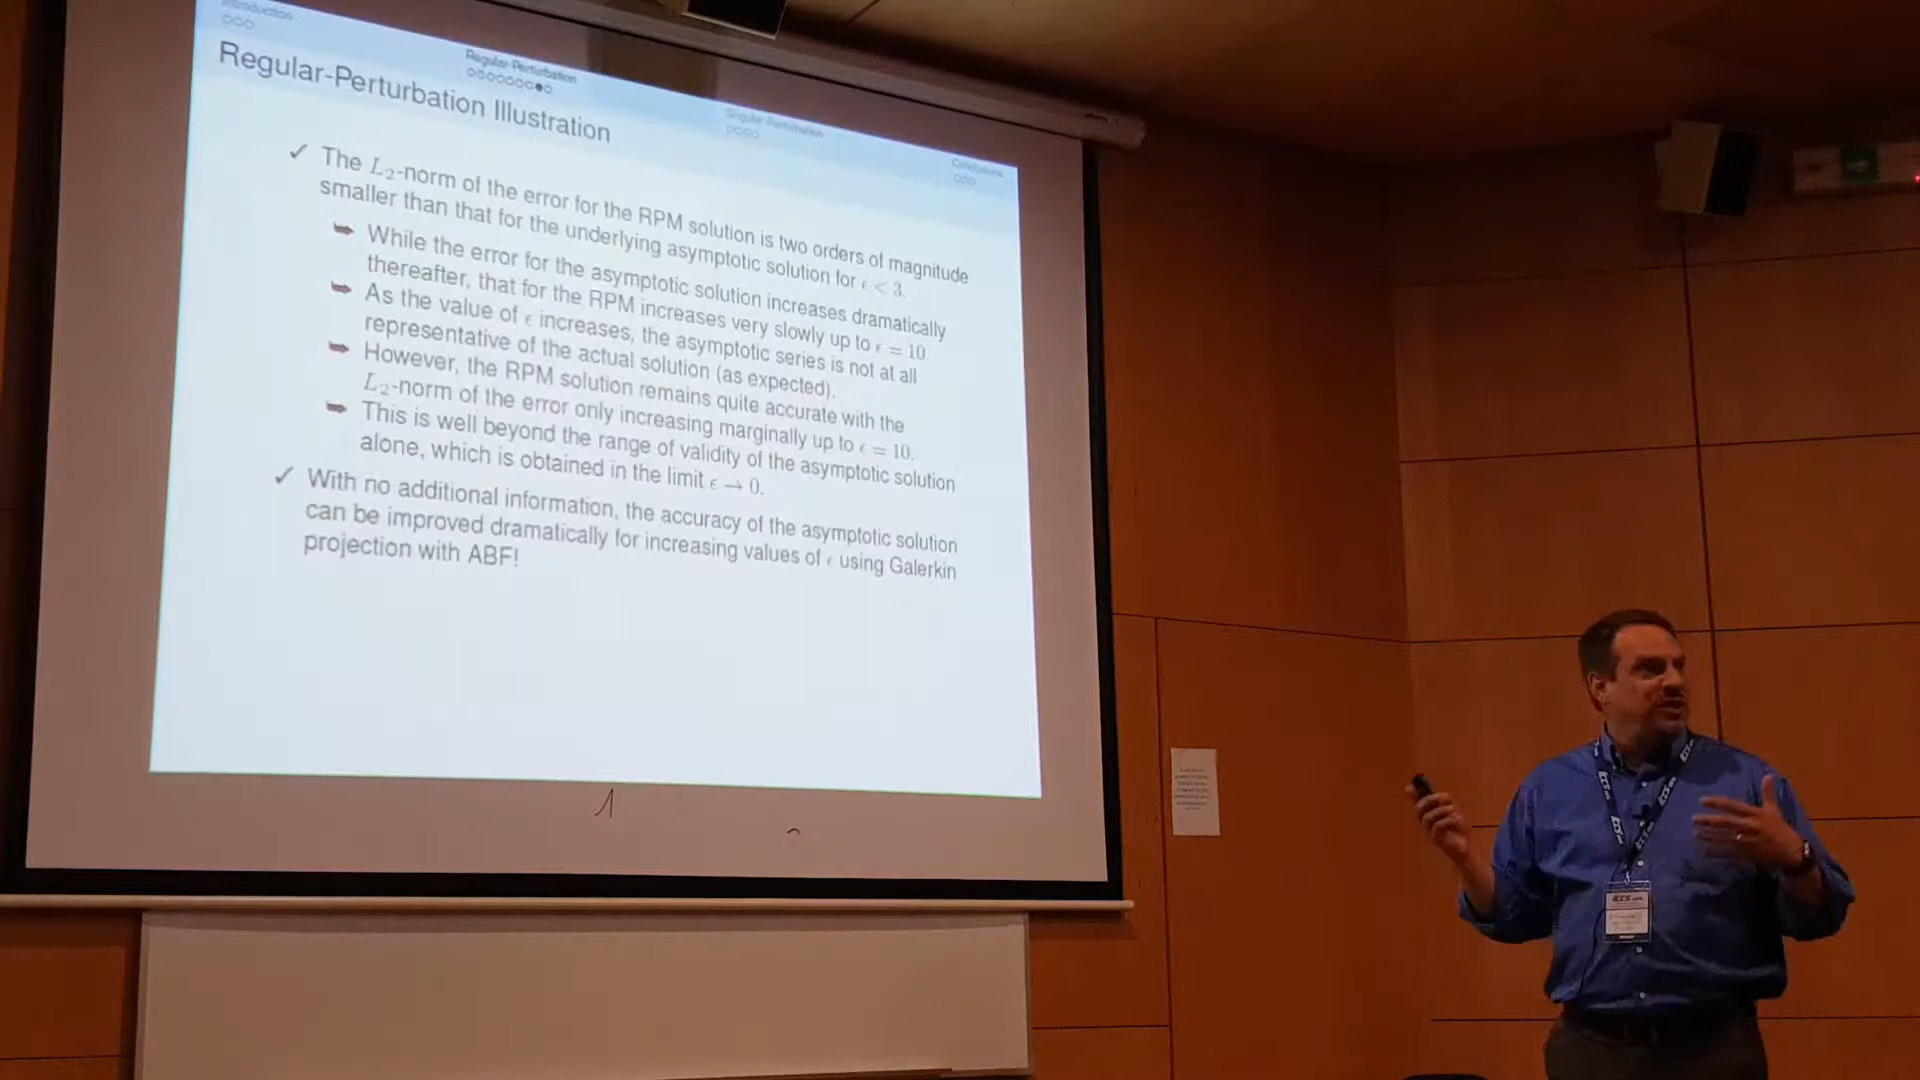 Introduction
Regular Perturbation
Singular Perturbation
Conclusions
Regular-Perturbation Illustration
✓ The L₂-norm of the error for the RPM solution is two orders of magnitude
smaller than that for the underlying asymptotic solution for ε < 3.
➥ While the error for the asymptotic solution increases dramatically
thereafter, that for the RPM increases very slowly up to ε = 10
➥ As the value of ε increases, the asymptotic series is not at all
representative of the actual solution (as expected).
➥ However, the RPM solution remains quite accurate with the
L₂-norm of the error only increasing marginally up to ε = 10.
➥ This is well beyond the range of validity of the asymptotic solution
alone, which is obtained in the limit ε → 0.
✓ With no additional information, the accuracy of the asymptotic solution
can be improved dramatically for increasing values of ε using Galerkin
projection with ABF!